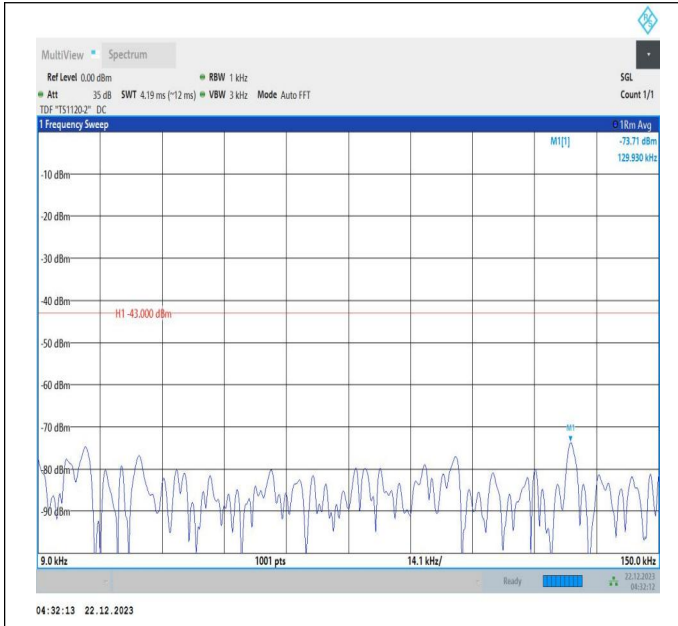 R S
MultiView Spectrum
Ref Level 0.00 dBm RBW 1 kHz SGL
Att 35 dB SWT 4.19 ms (~12 ms) VBW 3 kHz Mode Auto FFT Count 1/1
TDF "TS1120-2" DC
1 Frequency Sweep 1Rm Avg
M1[1] -73.71 dBm
129.930 kHz
-10 dBm
-20 dBm
-30 dBm
-40 dBm
H1 -43.000 dBm
-50 dBm
-60 dBm
-70 dBm
M1
-80 dBm
-90 dBm
9.0 kHz 1001 pts 14.1 kHz/ 150.0 kHz
Ready 22.12.2023
04:32:12
04:32:13 22.12.2023